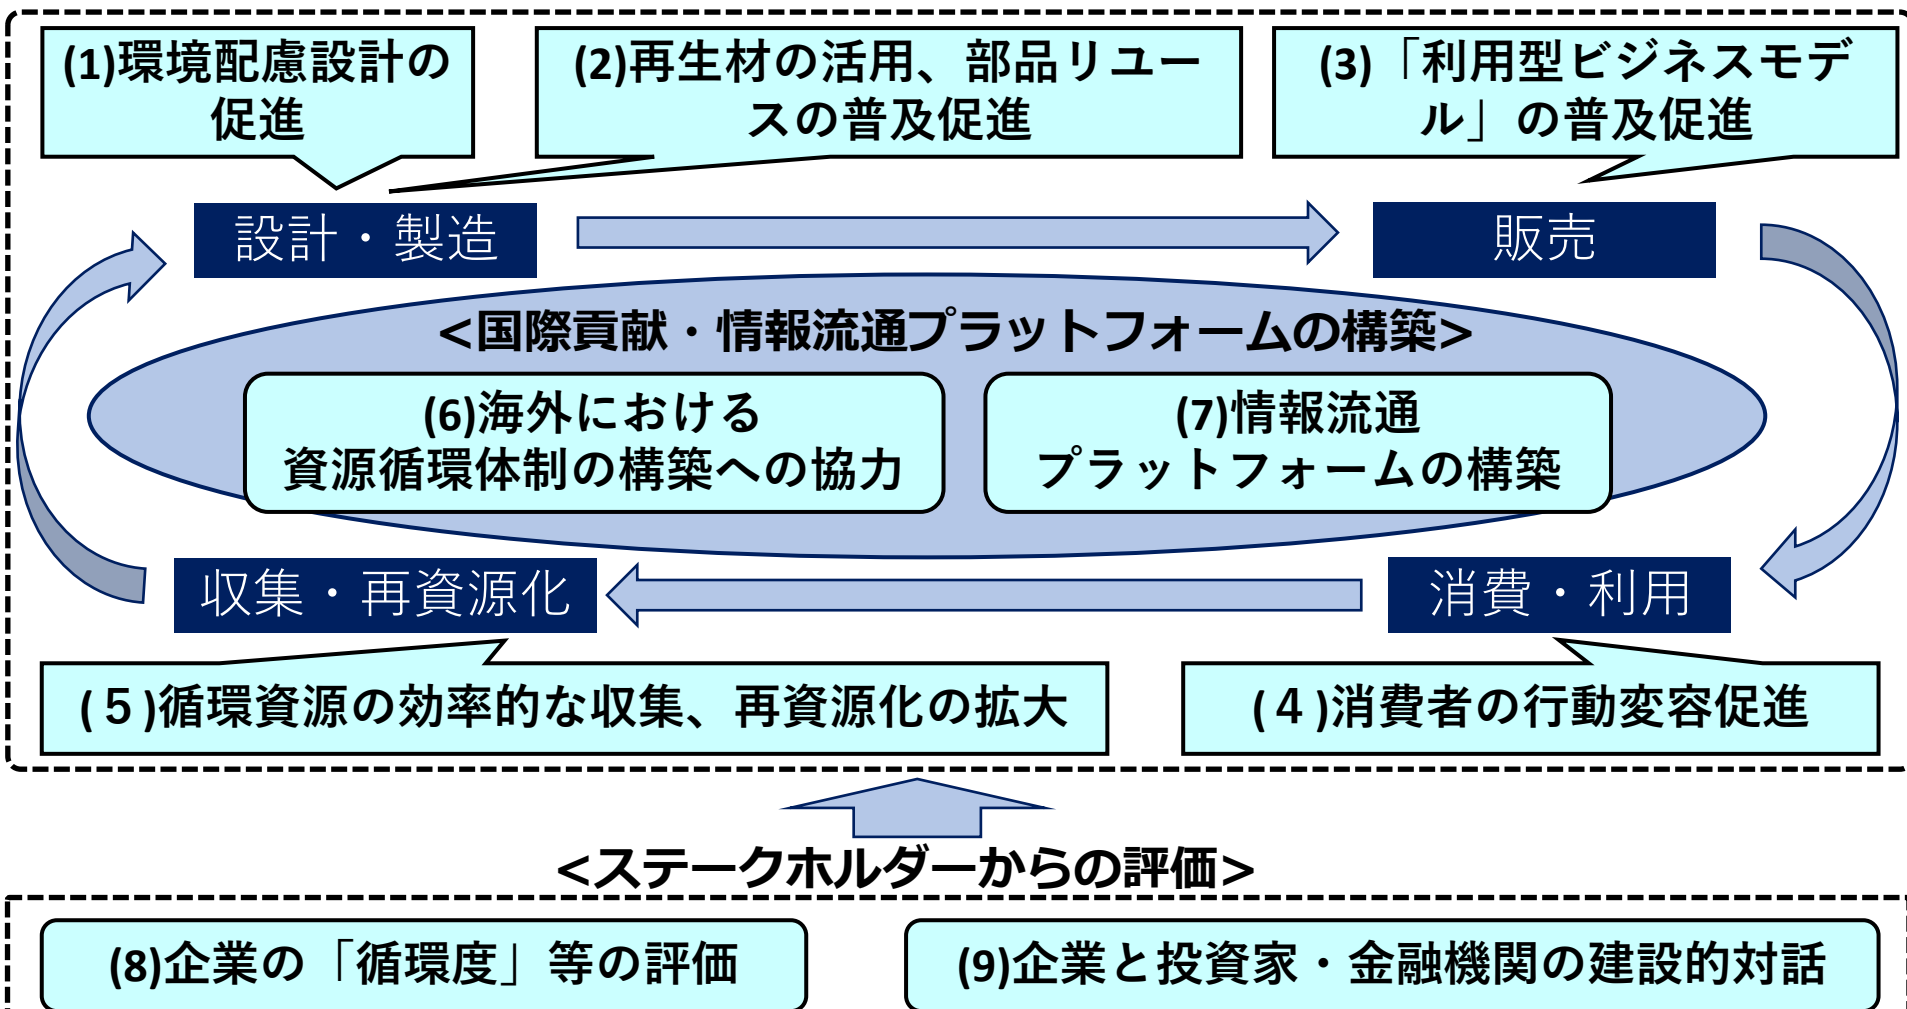 (1)環境配慮設計の
促進
(2)再生材の活用、部品リユー
スの普及促進
(3)「利用型ビジネスモデ
ル」の普及促進
設計・製造
販売
<国際貢献・情報流通プラットフォームの構築>
(6)海外における
資源循環体制の構築への協力
(7)情報流通
プラットフォームの構築
収集・再資源化
消費・利用
(５)循環資源の効率的な収集、再資源化の拡大
(４)消費者の行動変容促進
<ステークホルダーからの評価>
(8)企業の「循環度」等の評価
(9)企業と投資家・金融機関の建設的対話